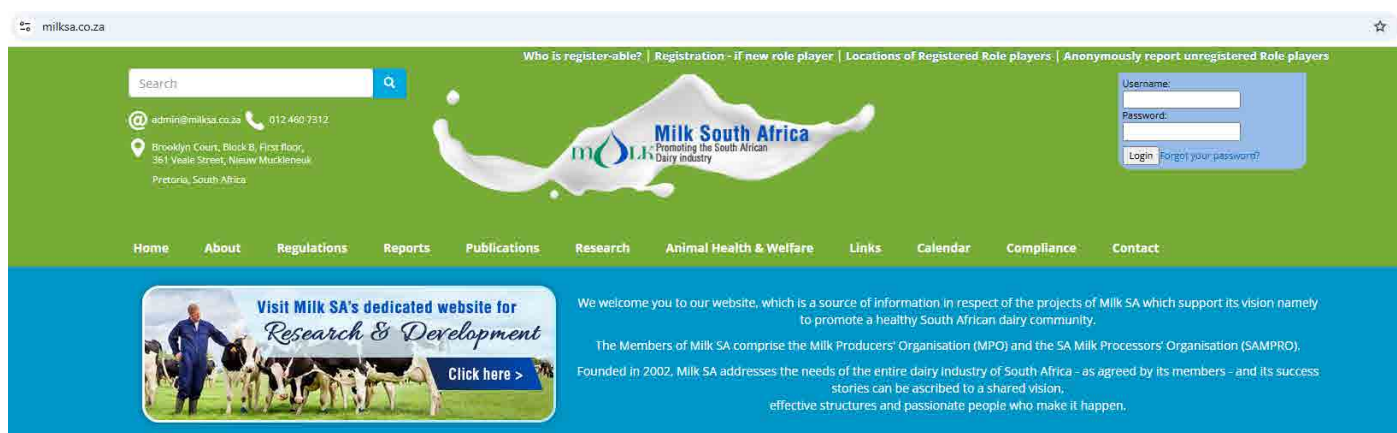 milksa.co.za
Who is register-able? | Registration - if new role player | Locations of Registered Role players | Anonymously report unregistered Role players
Search
admin@milksa.co.za 012 460 7312
Brooklyn Court, Block B, First floor,
361 Veale Street, Nieuw Muckleneuk
Pretoria, South Africa
mLK
Milk South Africa
Promoting the South African
Dairy industry
Username:
Password:
Login Forgot your password?
Home About Regulations Reports Publications Research Animal Health & Welfare Links Calendar Compliance Contact
Visit Milk SA's dedicated website for
Research & Development
Click here >
We welcome you to our website, which is a source of information in respect of the projects of Milk SA which support its vision namely
to promote a healthy South African dairy community.
The Members of Milk SA comprise the Milk Producers' Organisation (MPO) and the SA Milk Processors' Organisation (SAMPRO).
Founded in 2002, Milk SA addresses the needs of the entire dairy industry of South Africa - as agreed by its members - and its success
stories can be ascribed to a shared vision,
effective structures and passionate people who make it happen.